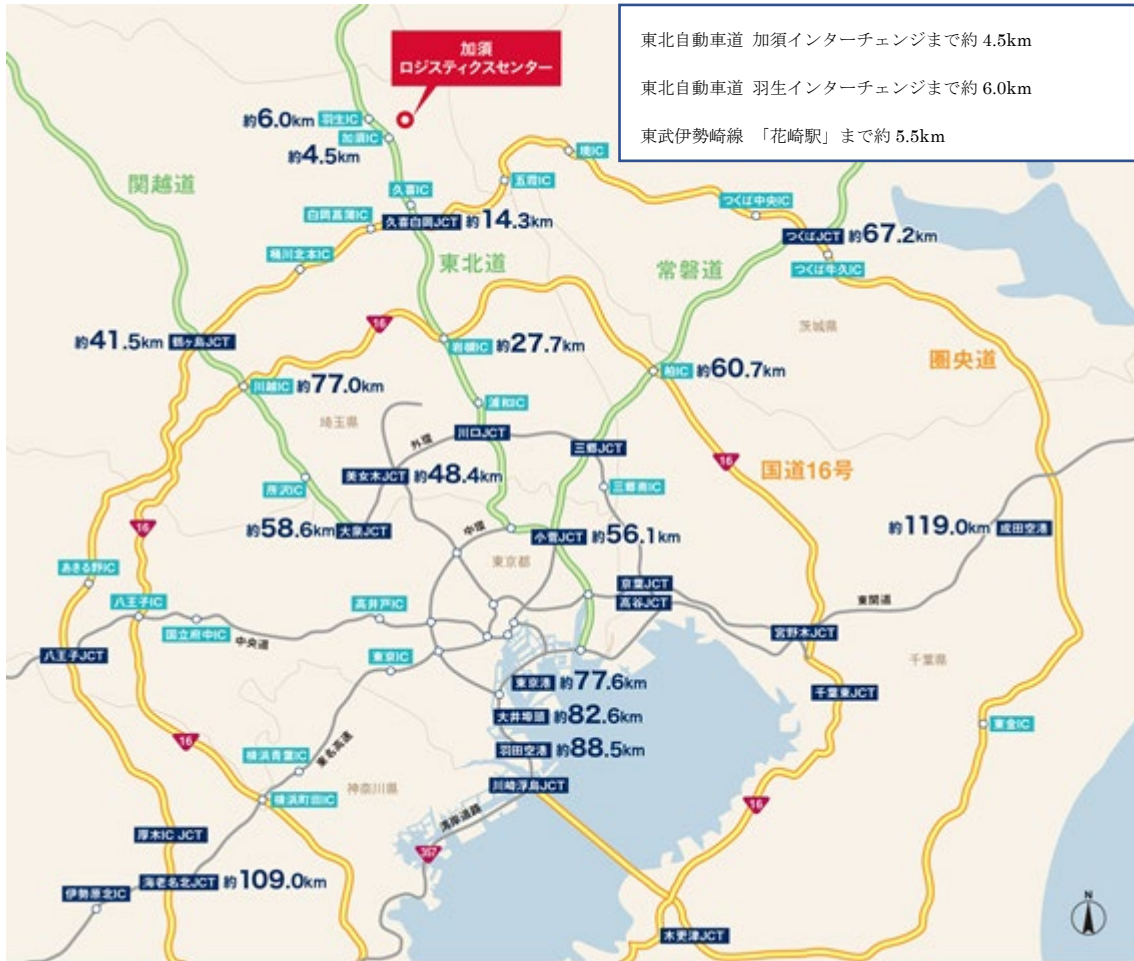 東北自動車道 加須インターチェンジまで約 4.5km
東北自動車道 羽生インターチェンジまで約 6.0km
東武伊勢崎線 「花崎駅」まで約 5.5km
加須
ロジスティクスセンター
約6.0km 羽生IC
加須IC
約4.5km
境IC
関越道
五霞IC
久喜IC
白岡菖蒲IC
つくば中央IC
久喜白岡JCT 約14.3km
つくばJCT 約67.2km
桶川北本IC
東北道
常磐道
つくば牛久IC
茨城県
16
約41.5km 鶴ヶ島JCT
岩槻IC 約27.7km
圏央道
柏IC 約60.7km
川越IC 約77.0km
浦和IC
埼玉県
外環
川口JCT
三郷JCT
16
国道16号
美女木JCT 約48.4km
所沢IC
三郷南IC
約58.6km 大泉JCT
16
中環
小菅JCT 約56.1km
約119.0km 成田空港
東京都
あきる野IC
京葉JCT
高谷JCT
東関道
八王子IC
高井戸IC
国立府中IC
中央道
宮野木JCT
八王子JCT
東京IC
千葉県
東京港 約77.6km
千葉東JCT
大井埠頭 約82.6km
東金IC
16
羽田空港 約88.5km
横浜青葉IC
東名高速
川崎浮島JCT
神奈川県
横浜町田IC
16
湾岸道路
厚木IC JCT
357
海老名北JCT 約109.0km
伊勢原北IC
N
木更津JCT